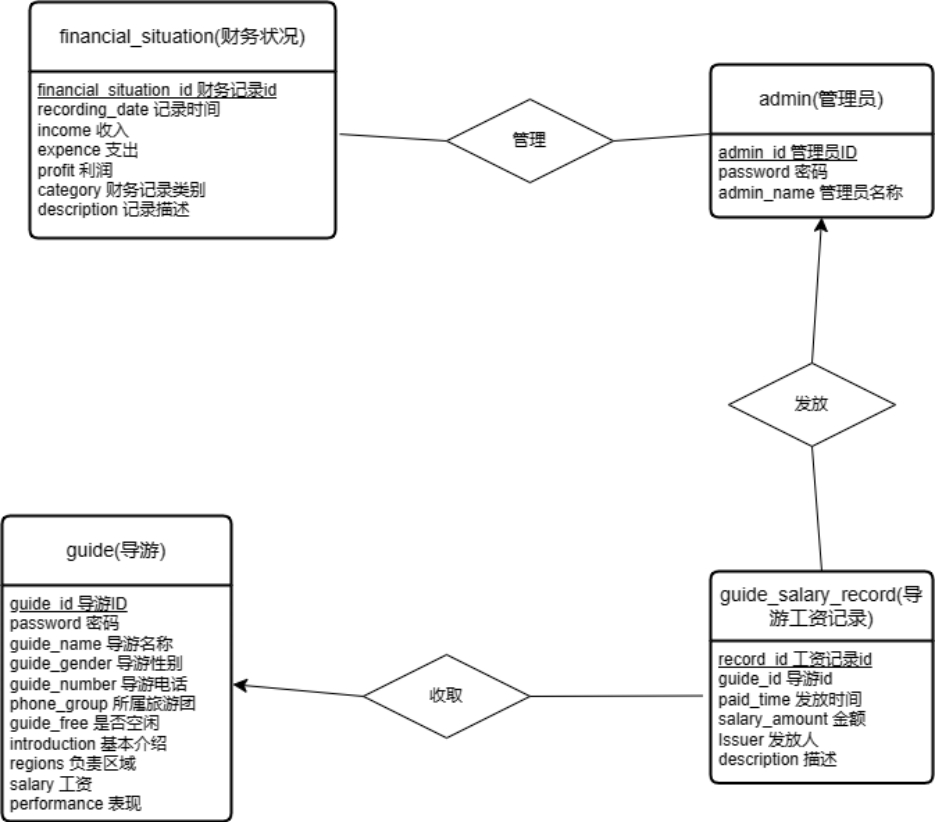 financial_situation(财务状况)
financial_situation_id 财务记录id
recording_date 记录时间
income 收入
expence 支出
profit 利润
category 财务记录类别
description 记录描述
管理
admin(管理员)
admin_id 管理员ID
password 密码
admin_name 管理员名称
发放
guide(导游)
guide_id 导游ID
password 密码
guide_name 导游名称
guide_gender 导游性别
guide_number 导游电话
phone_group 所属旅游团
guide_free 是否空闲
introduction 基本介绍
regions 负责区域
salary 工资
performance 表现
收取
guide_salary_record(导
游工资记录)
record_id 工资记录id
guide_id 导游id
paid_time 发放时间
salary_amount 金额
Issuer 发放人
description 描述